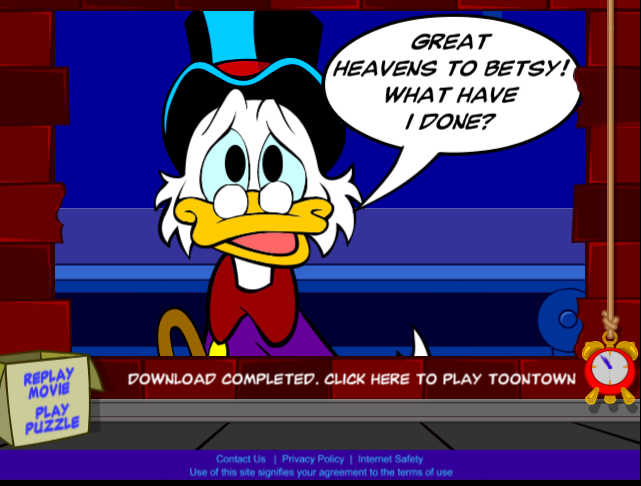 GREAT
HEAVENS TO BETSY!
WHAT HAVE
I DONE?
REPLAY
MOVIE
PLAY
PUZZLE
DOWNLOAD COMPLETED. CLICK HERE TO PLAY TOONTOWN
Contact Us | Privacy Policy | Internet Safety
Use of this site signifies your agreement to the terms of use